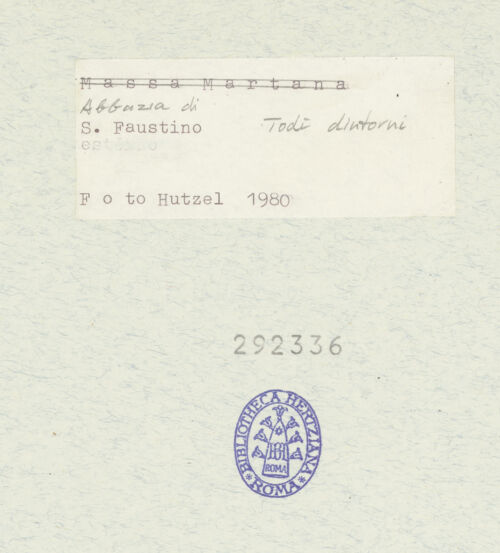 Massa Martana
Abbazia di
S. Faustino Todi dintorni
esterno
F o to Hutzel 1980
292336
BIBLIOTHECA HERTZIANA
ROMA
* ROMA *